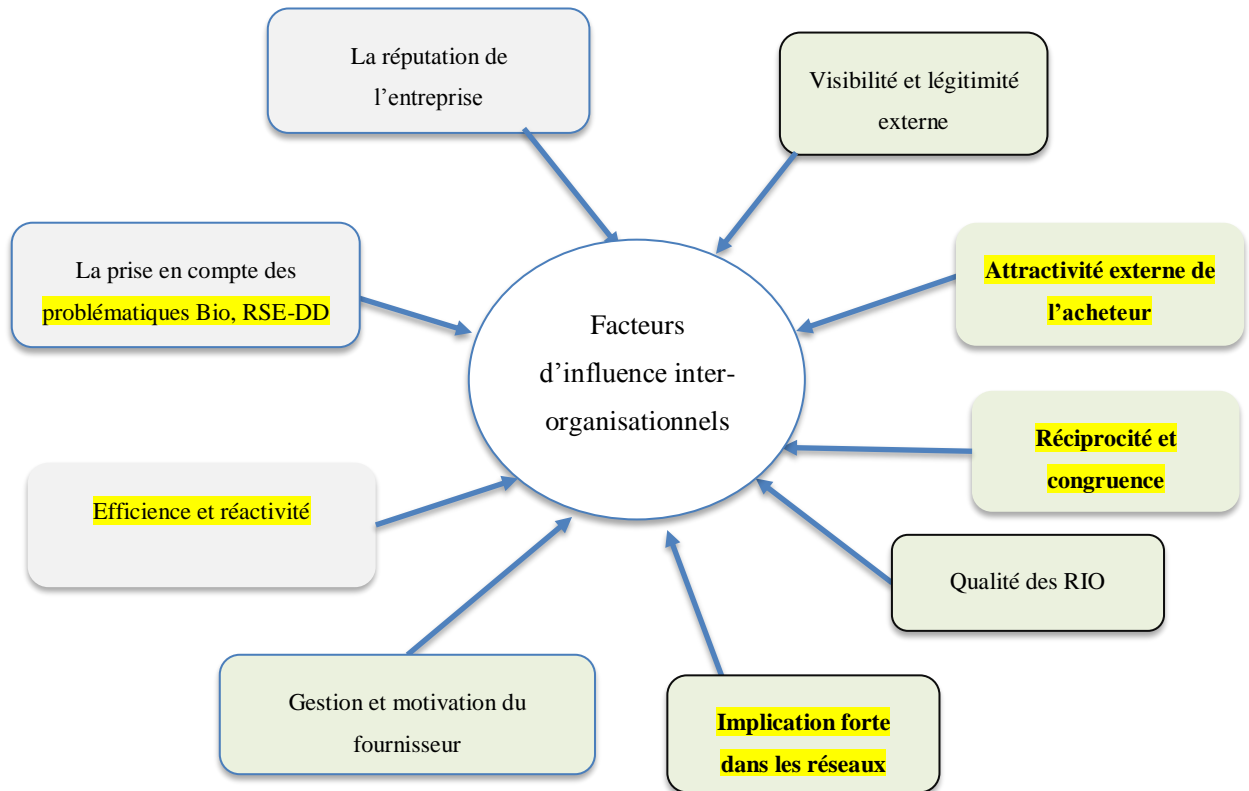 La réputation de
l’entreprise
Visibilité et légitimité
externe
La prise en compte des
problématiques Bio, RSE-DD
Attractivité externe de
l’acheteur
Facteurs
d’influence inter-
organisationnels
Réciprocité et
congruence
Efficience et réactivité
Qualité des RIO
Gestion et motivation du
fournisseur
Implication forte
dans les réseaux